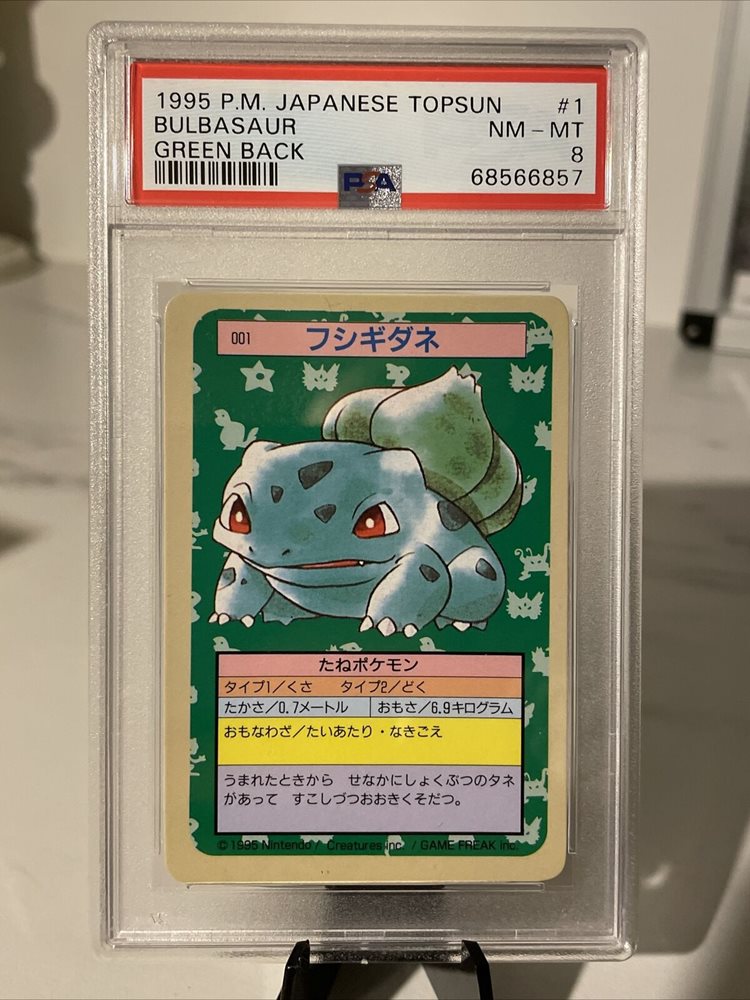 1995 P.M. JAPANESE TOPSUN #1
BULBASAUR NM - MT
GREEN BACK 8
PSA 68566857
001 フシギダネ
たねポケモン
タイプ1/くさ タイプ2/どく
たかさ/0.7メートル おもさ/6.9キログラム
おもなわざ/たいあたり・なきごえ
うまれたときから せなかにしょくぶつのタネ
があって すこしづつおおきくそだつ。
© 1995 Nintendo / Creatures inc. / GAME FREAK inc.